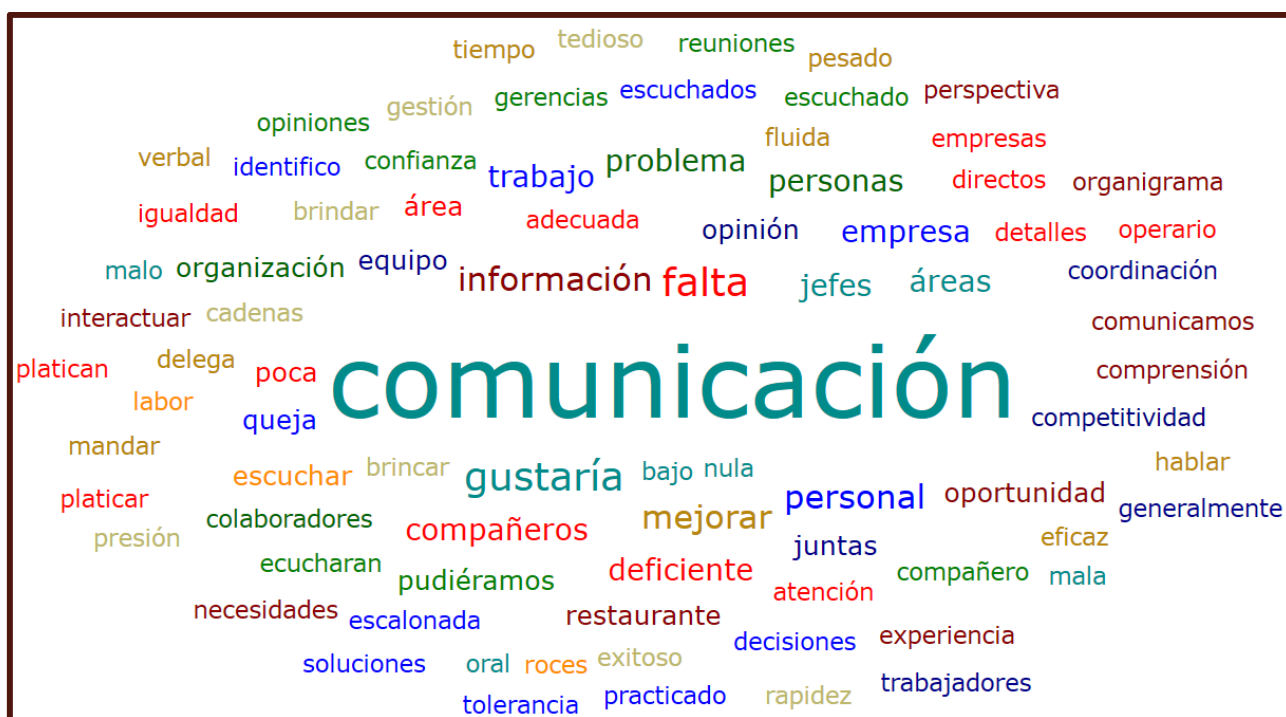 tiempo tedioso reuniones pesado
gestión gerencias escuchados escuchado perspectiva
opiniones fluida empresas
verbal identifico confianza trabajo problema personas directos organigrama
igualdad brindar área adecuada opinión empresa detalles operario
malo organización equipo información falta jefes áreas coordinación
interactuar cadenas comunicamos
platican delega poca comunicación comprensión
labor queja competitividad
mandar escuchar brincar gustaría bajo nula hablar
platicar colaboradores compañeros mejorar personal oportunidad generalmente
presión juntas eficaz
ecucharan pudiéramos deficiente atención compañero mala
necesidades escalonada restaurante decisiones experiencia
soluciones oral roces exitoso trabajadores
tolerancia practicado rapidez